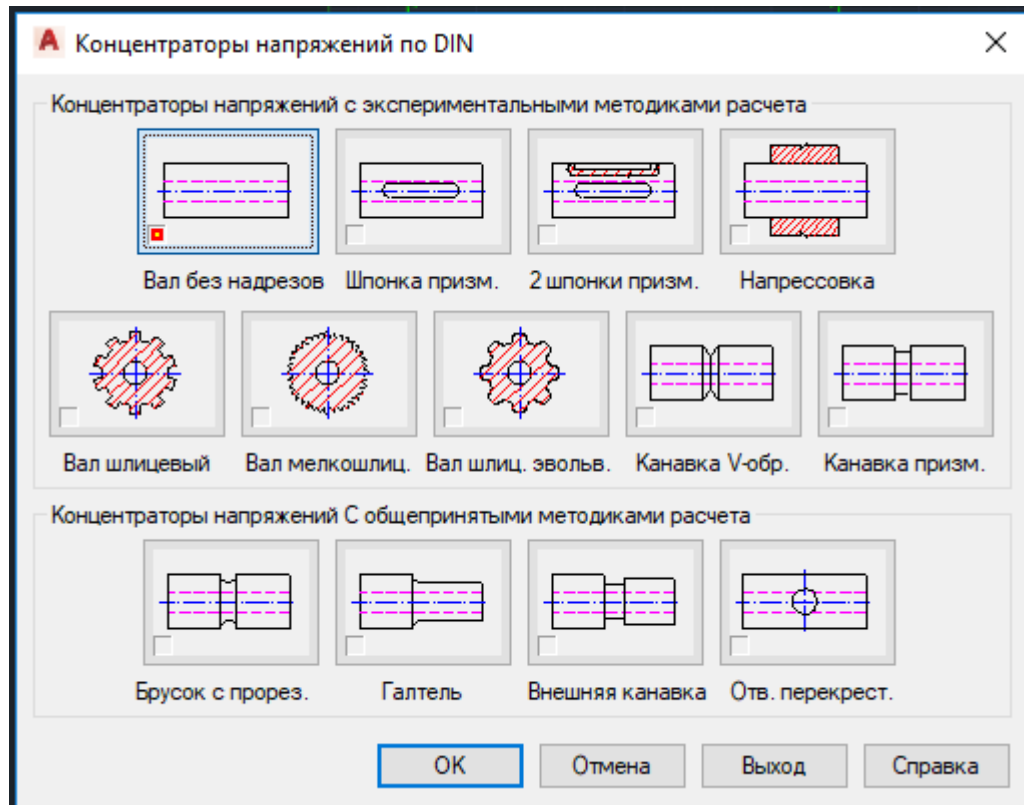 Концентраторы напряжений по DIN
Концентраторы напряжений с экспериментальными методиками расчета
Вал без надрезов Шпонка призм. 2 шпонки призм. Напрессовка
Вал шлицевый Вал мелкошлиц. Вал шлиц. эвольв. Канавка V-обр. Канавка призм.
Концентраторы напряжений С общепринятыми методиками расчета
Брусок с прорез. Галтель Внешняя канавка Отв. перекрест.
OK Отмена Выход Справка